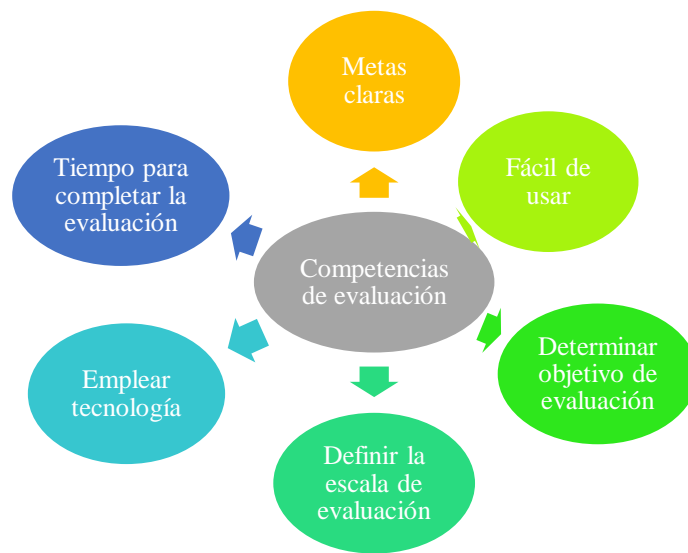 Metas
claras
Fácil de
usar
Determinar
objetivo de
evaluación
Definir la
escala de
evaluación
Emplear
tecnología
Tiempo para
completar la
evaluación
Competencias
de evaluación